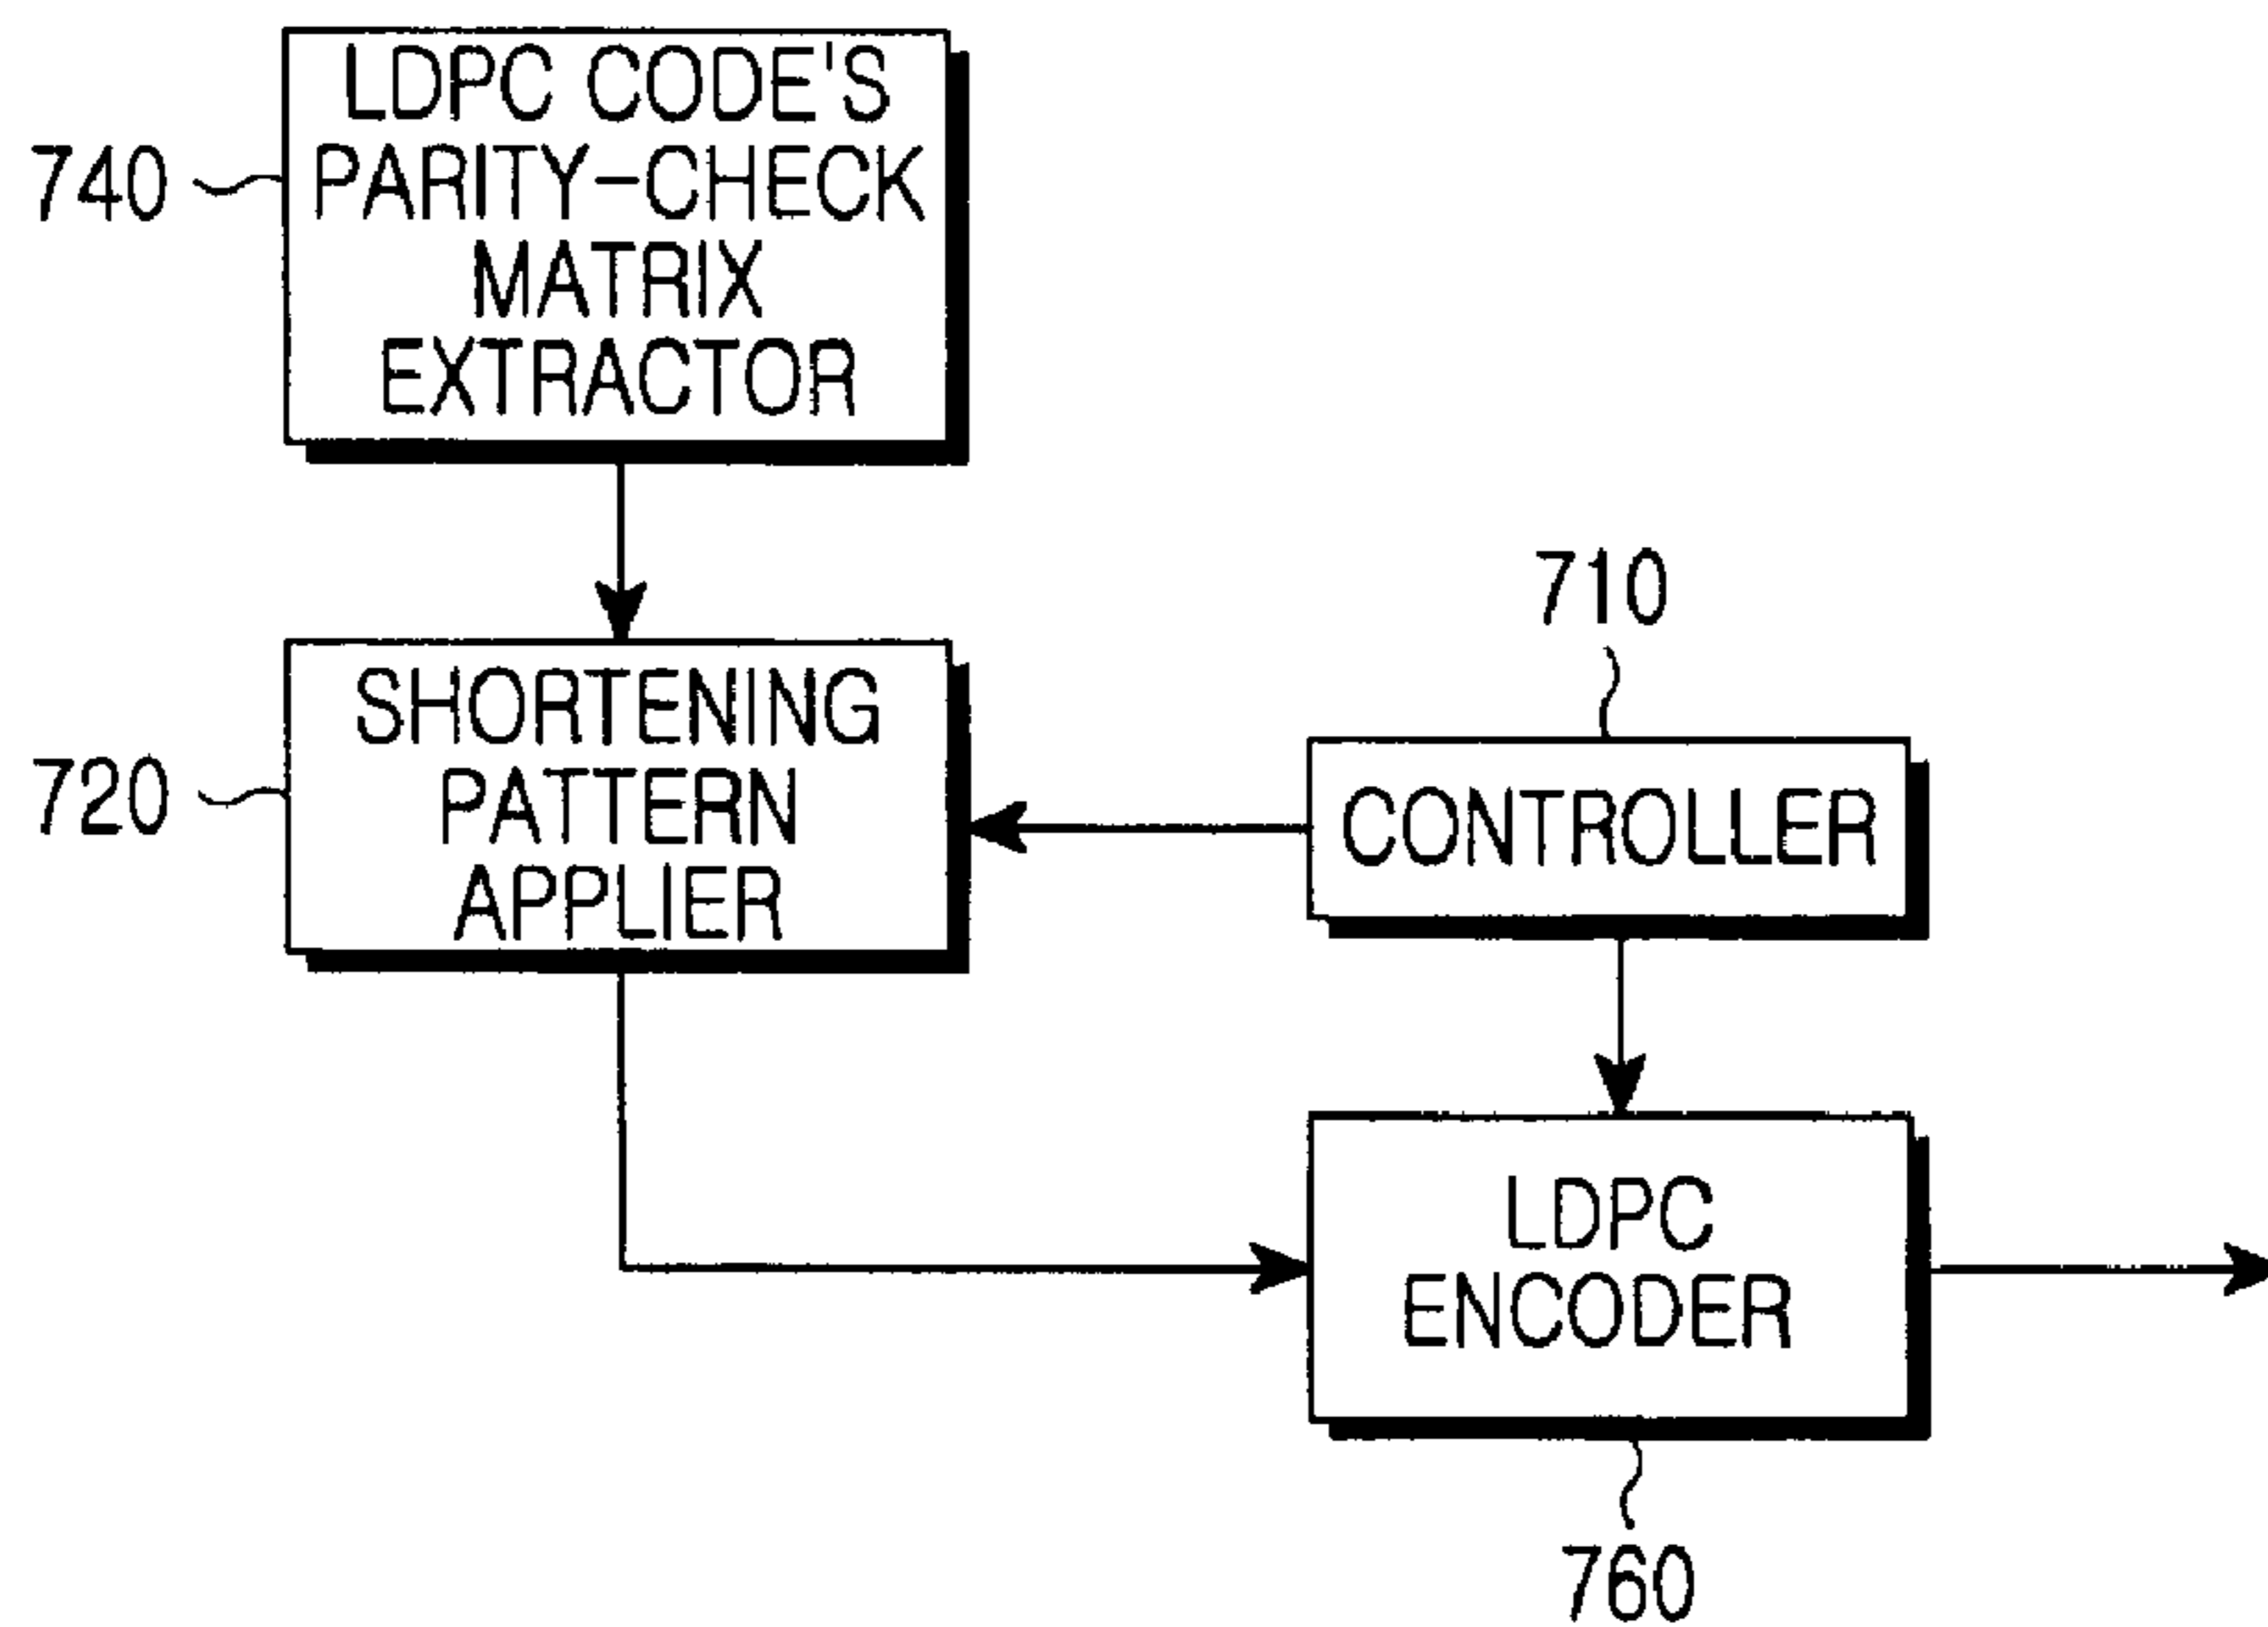 740
LDPC CODE'S
PARITY-CHECK
MATRIX
EXTRACTOR
720
SHORTENING
PATTERN
APPLIER
710
CONTROLLER
LDPC
ENCODER
760